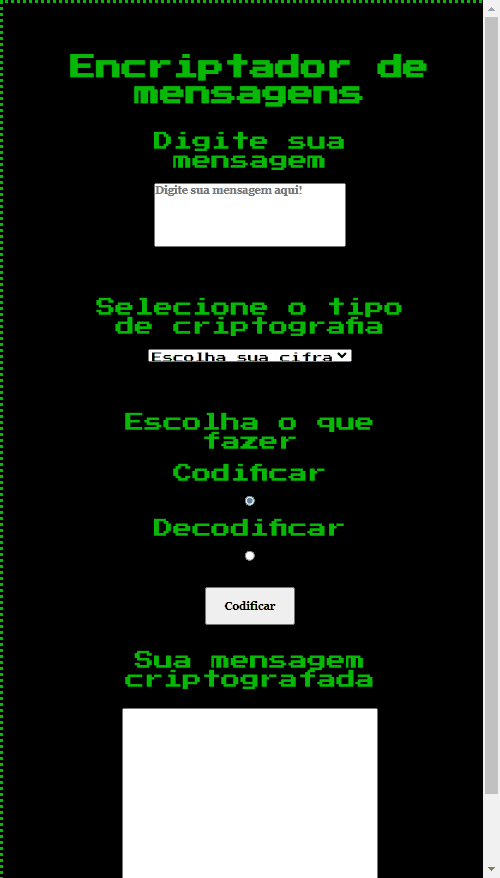 Encriptador de
mensagens
Digite sua
mensagem
Digite sua mensagem aqui!
Selecione o tipo
de criptografia
Escolha sua cifra
Escolha o que
fazer
Codificar
Decodificar
Codificar
Sua mensagem
criptografada